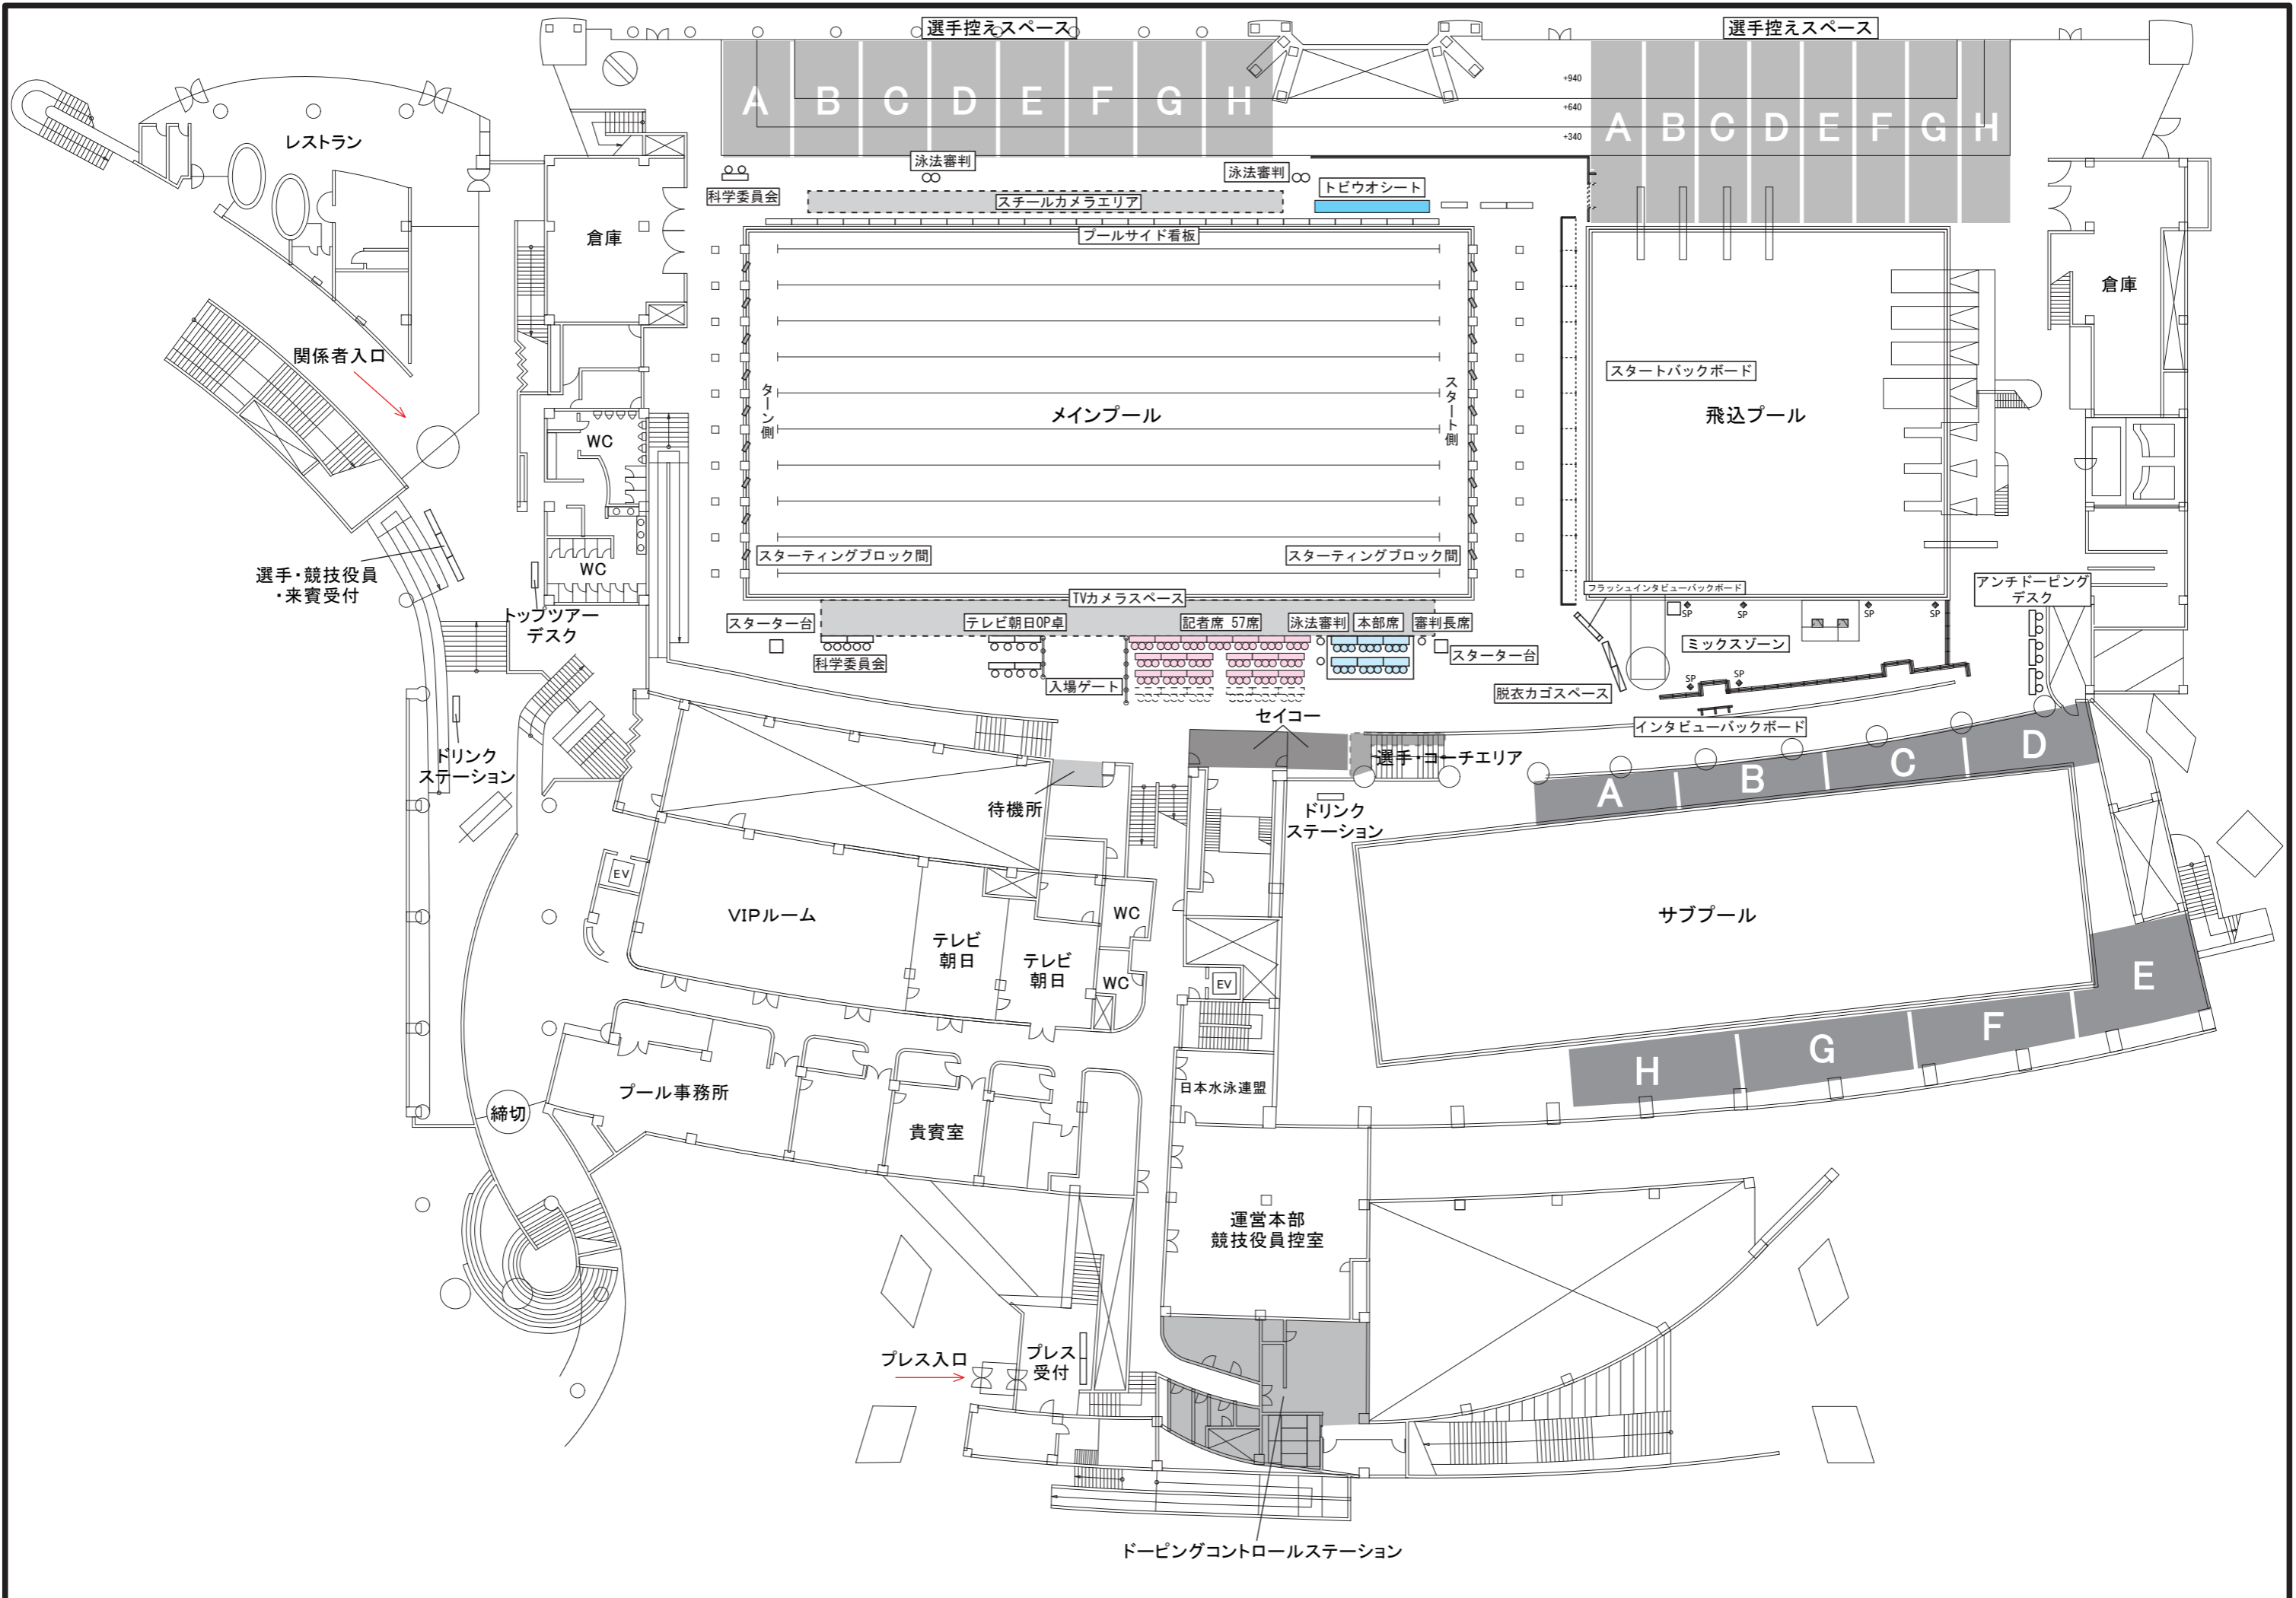 選手控えスペース
選手控えスペース
A B C D E F G H
+940
+640
+340
A B C D E F G H
レストラン
泳法審判
泳法審判
科学委員会
スチールカメラエリア
トビウオシート
倉庫
プールサイド看板
倉庫
関係者入口
ターン側
メインプール
スタート側
スタートバックボード
飛込プール
WC
スターティングブロック間
スターティングブロック間
WC
選手・競技役員
・来賓受付
トップツアー
デスク
フラッシュインタビューバックボード
アンチドーピング
デスク
TVカメラスペース
スターター台
テレビ朝日OP卓
記者席 57席
泳法審判
本部席
審判長席
SP
SP
SP
SP
科学委員会
スターター台
ミックスゾーン
入場ゲート
脱衣カゴスペース
SP
SP
セイコー
インタビューバックボード
ドリンク
ステーション
選手・コーチエリア
A B C D
待機所
ドリンク
ステーション
EV
VIPルーム
テレビ
朝日
テレビ
朝日
WC
WC
EV
サブプール
E
F
G
H
プール事務所
日本水泳連盟
締切
貴賓室
運営本部
競技役員控室
プレス入口
プレス
受付
ドーピングコントロールステーション